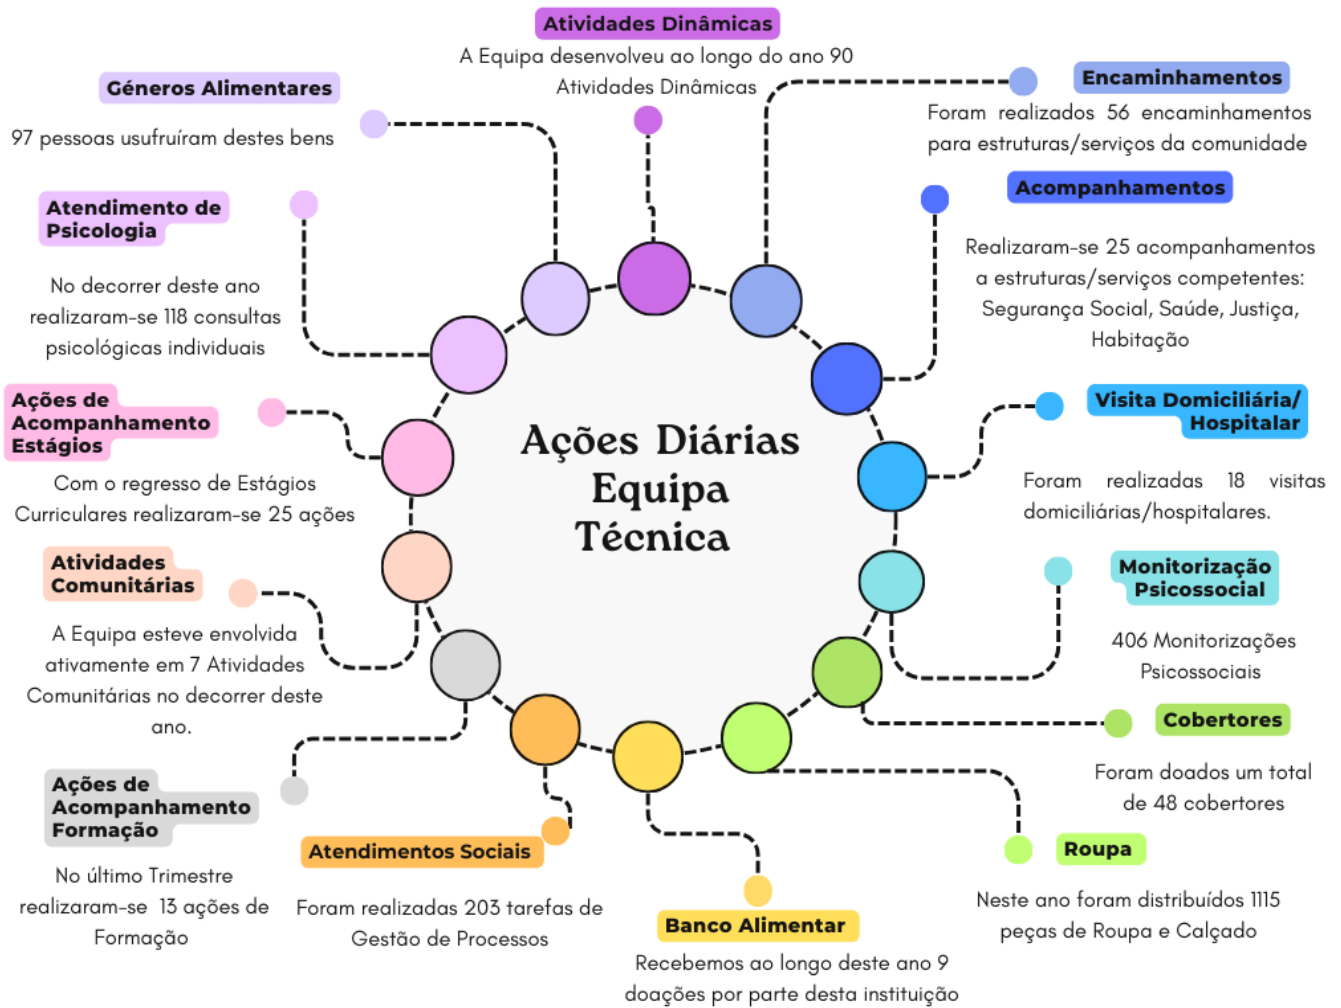 Atividades Dinâmicas
A Equipa desenvolveu ao longo do ano 90
Atividades Dinâmicas
Encaminhamentos
Foram realizados 56 encaminhamentos
para estruturas/serviços da comunidade
Acompanhamentos
Realizaram-se 25 acompanhamentos
a estruturas/serviços competentes:
Segurança Social, Saúde, Justiça,
Habitação
Visita Domiciliária/
Hospitalar
Foram realizadas 18 visitas
domiciliárias/hospitalares.
Monitorização
Psicossocial
406 Monitorizações
Psicossociais
Cobertores
Foram doados um total
de 48 cobertores
Roupa
Neste ano foram distribuídos 1115
peças de Roupa e Calçado
Banco Alimentar
Recebemos ao longo deste ano 9
doações por parte desta instituição
Atendimentos Sociais
Foram realizadas 203 tarefas de
Gestão de Processos
Ações de
Acompanhamento
Formação
No último Trimestre
realizaram-se 13 ações de
Formação
Atividades
Comunitárias
A Equipa esteve envolvida
ativamente em 7 Atividades
Comunitárias no decorrer deste
ano.
Ações de
Acompanhamento
Estágios
Com o regresso de Estágios
Curriculares realizaram-se 25 ações
Atendimento de
Psicologia
No decorrer deste ano
realizaram-se 118 consultas
psicológicas individuais
Géneros Alimentares
97 pessoas usufruíram destes bens
Ações Diárias
Equipa
Técnica